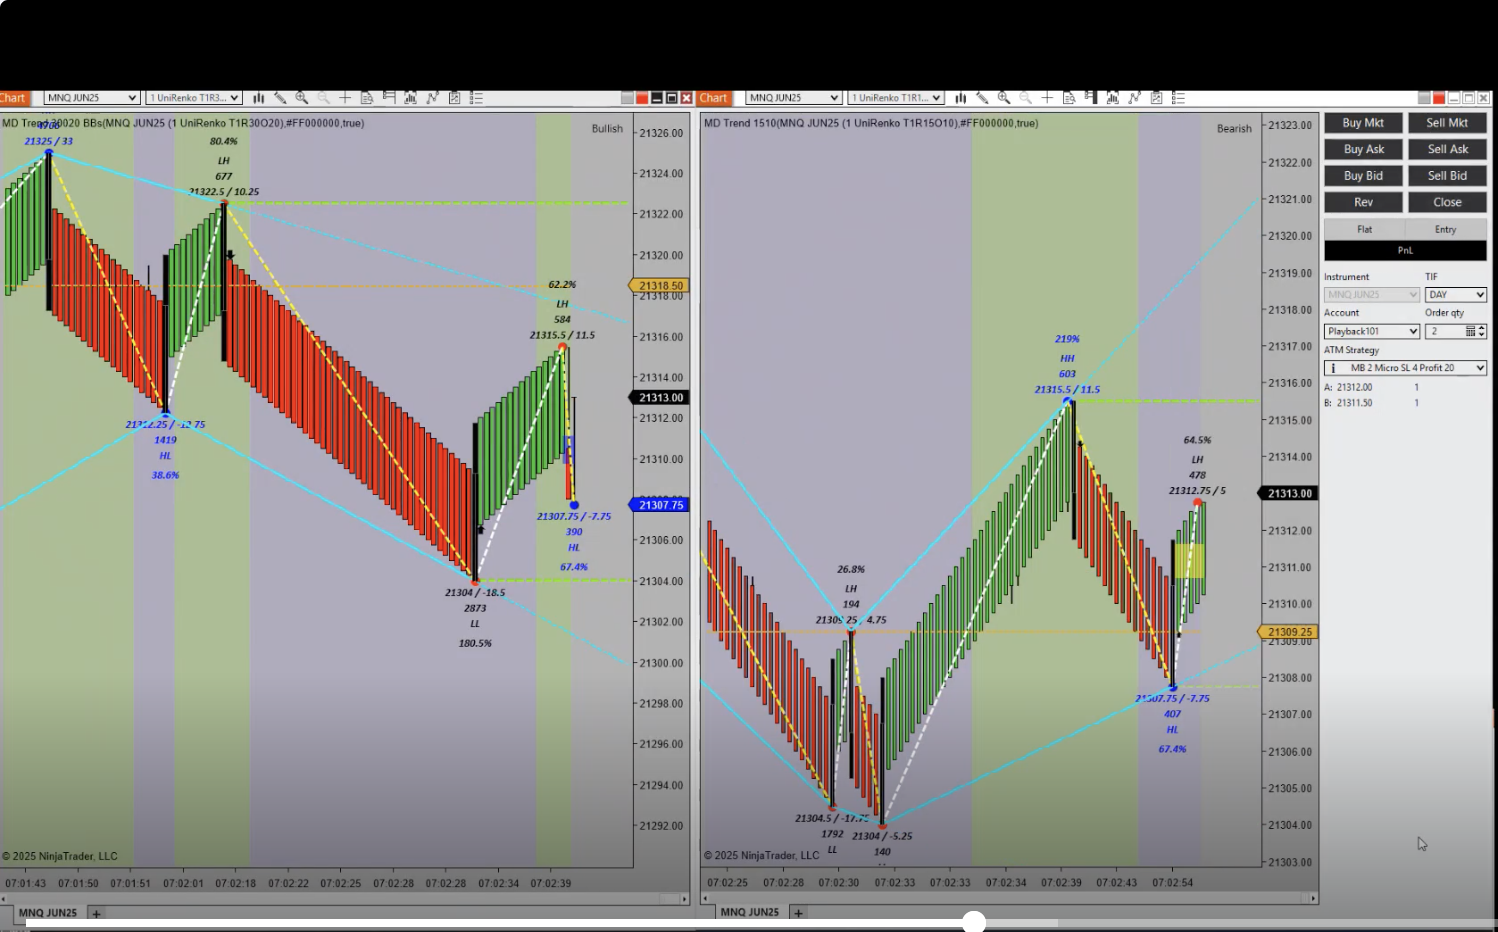 Chart
MNQ JUN25
1 UniRenko T1R3...
MD Trend 30020 BBs(MNQ JUN25 (1 UniRenko T1R30O20),#FF000000,true)
Bullish
21325 / 33
80.4%
LH
677
21322.5 / 10.25
62.2%
LH
584
21315.5 / 11.5
1419
HL
38.6%
21307.75 / -7.75
390
HL
67.4%
21304 / -18.5
2873
LL
180.5%
21326.00
21324.00
21322.00
21320.00
21318.50
21318.00
21316.00
21314.00
21313.00
21312.00
21310.00
21307.75
21306.00
21304.00
21302.00
21300.00
21298.00
21296.00
21294.00
21292.00
© 2025 NinjaTrader, LLC
07:01:43 07:01:50 07:01:51 07:02:01 07:02:18 07:02:22 07:02:25 07:02:28 07:02:28 07:02:34 07:02:39
MNQ JUN25
+
Chart
MNQ JUN25
1 UniRenko T1R1...
MD Trend 1510(MNQ JUN25 (1 UniRenko T1R15O10),#FF000000,true)
Bearish
219%
HH
603
21315.5 / 11.5
64.5%
LH
478
21312.75 / 5
26.8%
LH
194
21307.75 / -7.75
407
HL
67.4%
1792
LL
21304 / -5.25
140
21323.00
21322.00
21321.00
21320.00
21319.00
21318.00
21317.00
21316.00
21315.00
21314.00
21313.00
21312.00
21311.00
21310.00
21309.25
21309.00
21308.00
21307.00
21306.00
21305.00
21304.00
21303.00
© 2025 NinjaTrader, LLC
07:02:25 07:02:28 07:02:30 07:02:33 07:02:33 07:02:34 07:02:39 07:02:43 07:02:54
MNQ JUN25
+
Buy Mkt Sell Mkt
Buy Ask Sell Ask
Buy Bid Sell Bid
Rev Close
Flat Entry
PnL
Instrument TIF
MNQ JUN25 DAY
Account Order qty
Playback101 2
ATM Strategy
MB 2 Micro SL 4 Profit 20
A: 21312.00 1
B: 21311.50 1